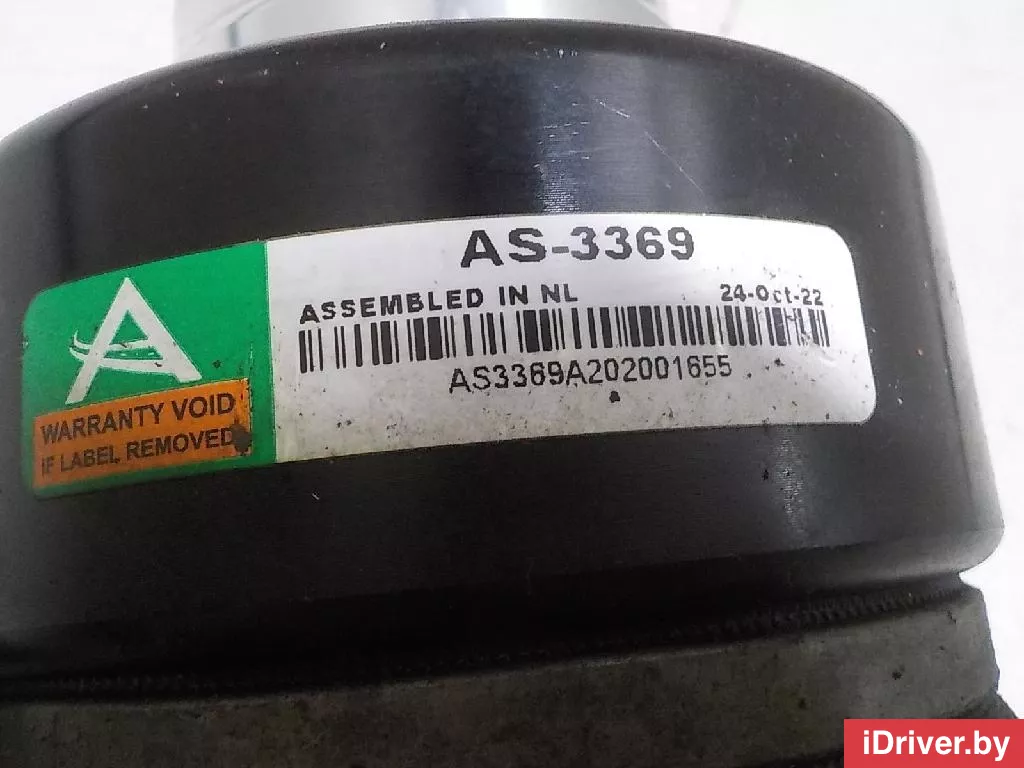 AS-3369
ASSEMBLED IN NL 24-Oct-22
AS3369A202001655
A
WARRANTY VOID
IF LABEL REMOVED
iDriver.by